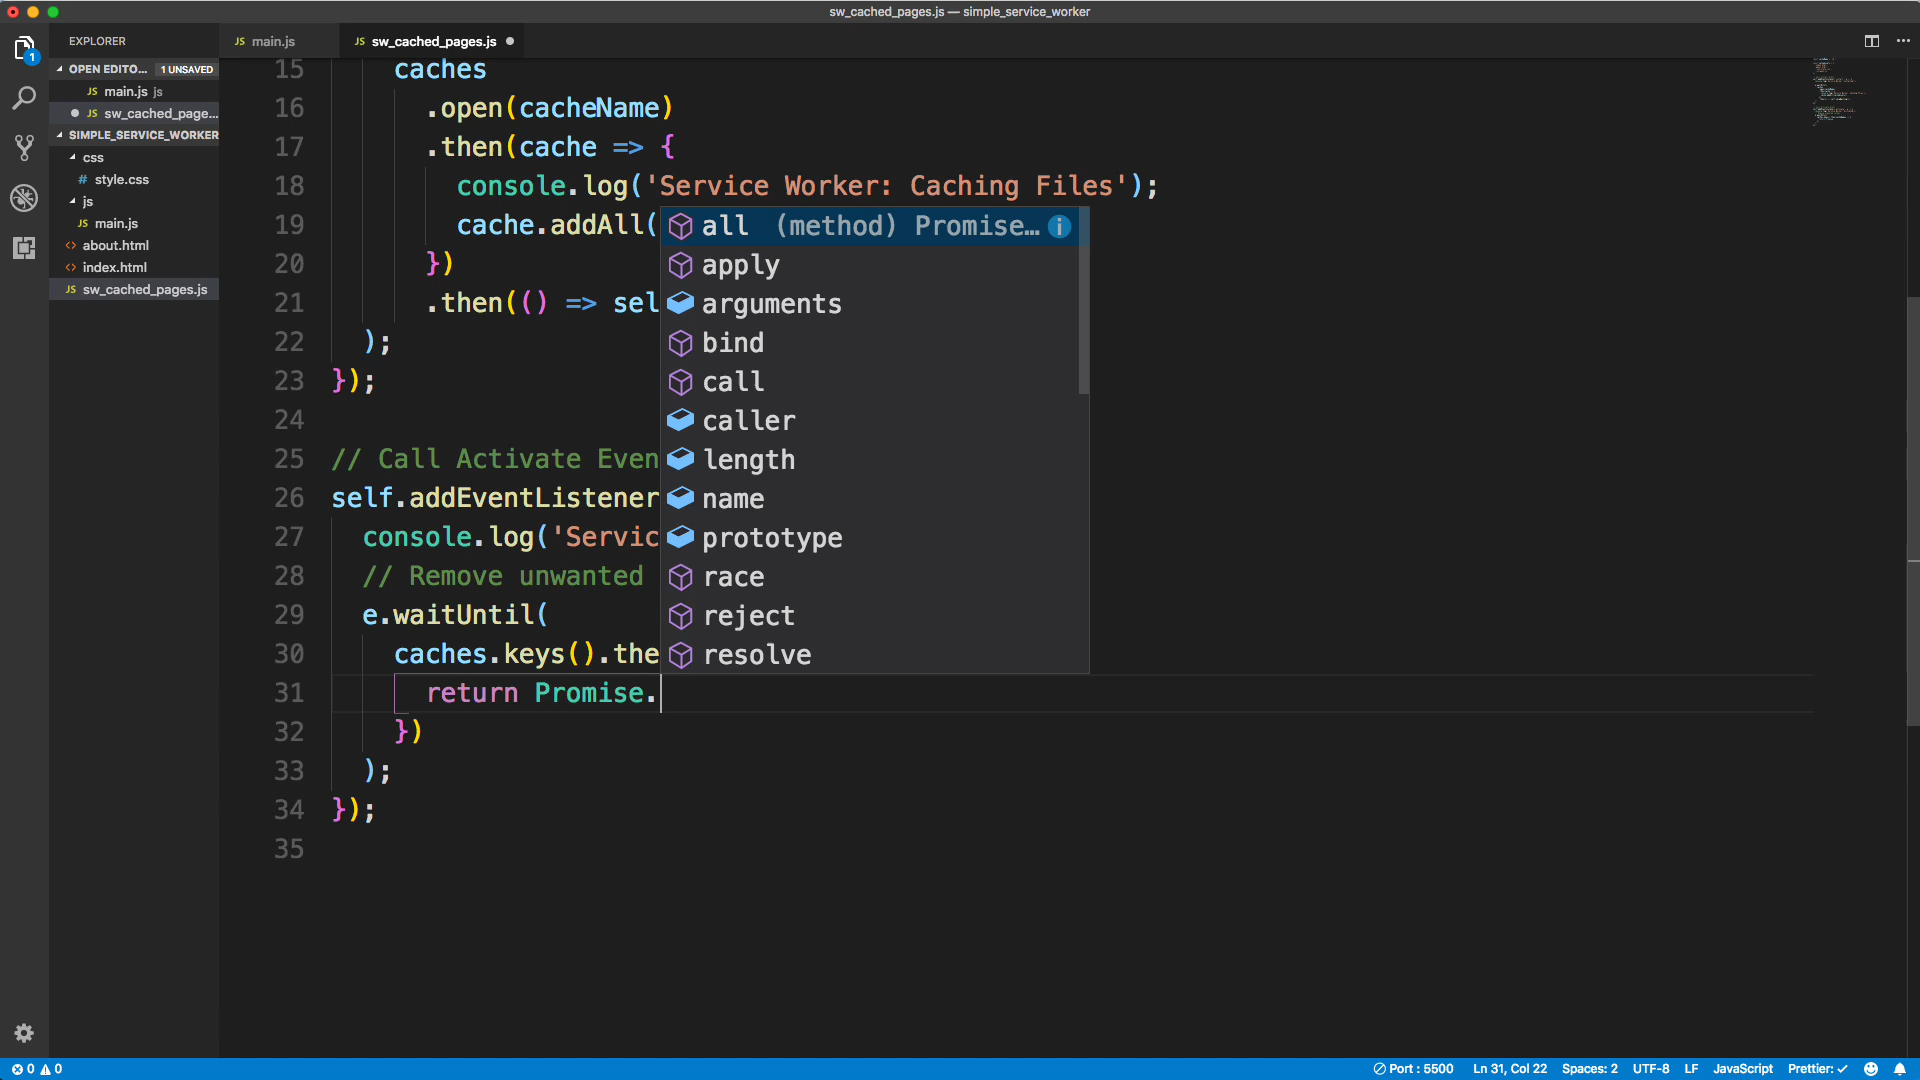 sw_cached_pages.js — simple_service_worker
EXPLORER
JS main.js
JS sw_cached_pages.js
1
OPEN EDITO... 1 UNSAVED
JS main.js js
JS sw_cached_page...
SIMPLE_SERVICE_WORKER
css
# style.css
js
JS main.js
<> about.html
<> index.html
JS sw_cached_pages.js
15 caches
16 .open(cacheName)
17 .then(cache => {
18 console.log('Service Worker: Caching Files');
19 cache.addAll(
20 })
21 .then(() => sel
22 );
23 });
24
25 // Call Activate Even
26 self.addEventListener
27 console.log('Servic
28 // Remove unwanted
29 e.waitUntil(
30 caches.keys().the
31 return Promise.
32 })
33 );
34 });
35
all (method) Promise… i
apply
arguments
bind
call
caller
length
name
prototype
race
reject
resolve
0 0
Port : 5500 Ln 31, Col 22 Spaces: 2 UTF-8 LF JavaScript Prettier: ✓